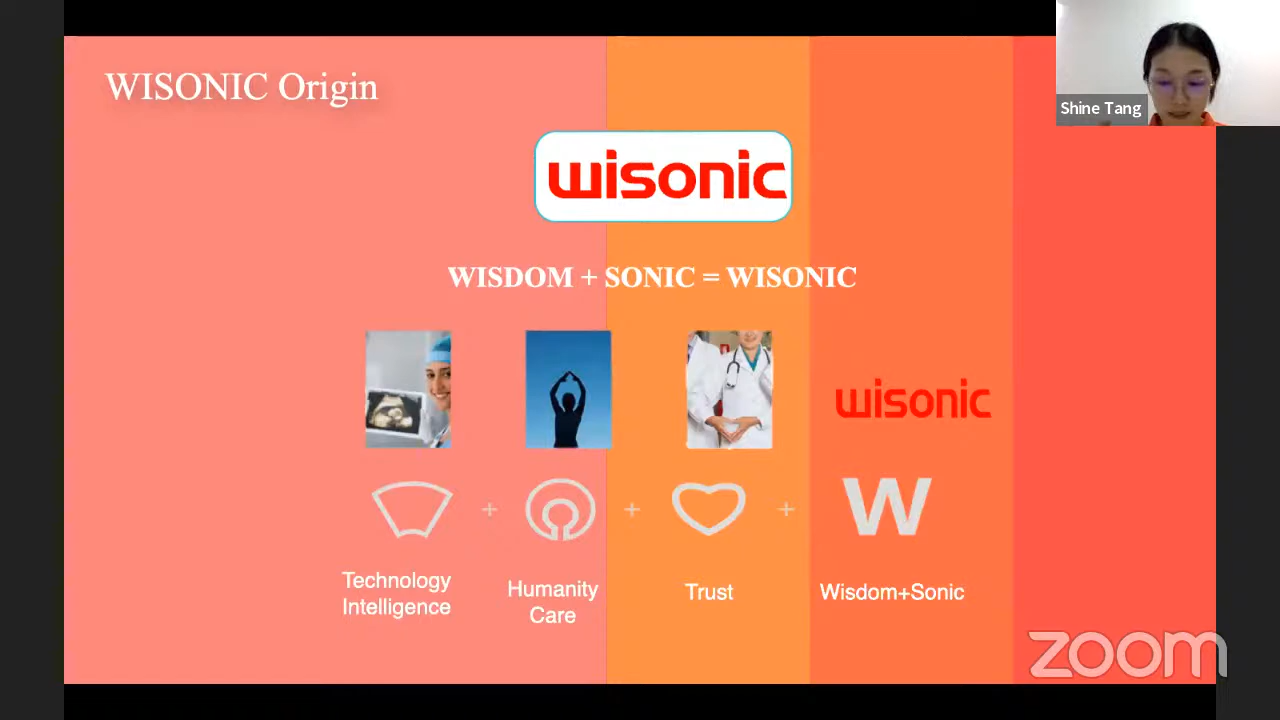 WISONIC Origin
Shine Tang
wisonic
WISDOM + SONIC = WISONIC
wisonic
+ + + W
Technology
Intelligence
Humanity
Care
Trust
Wisdom+Sonic
zoom